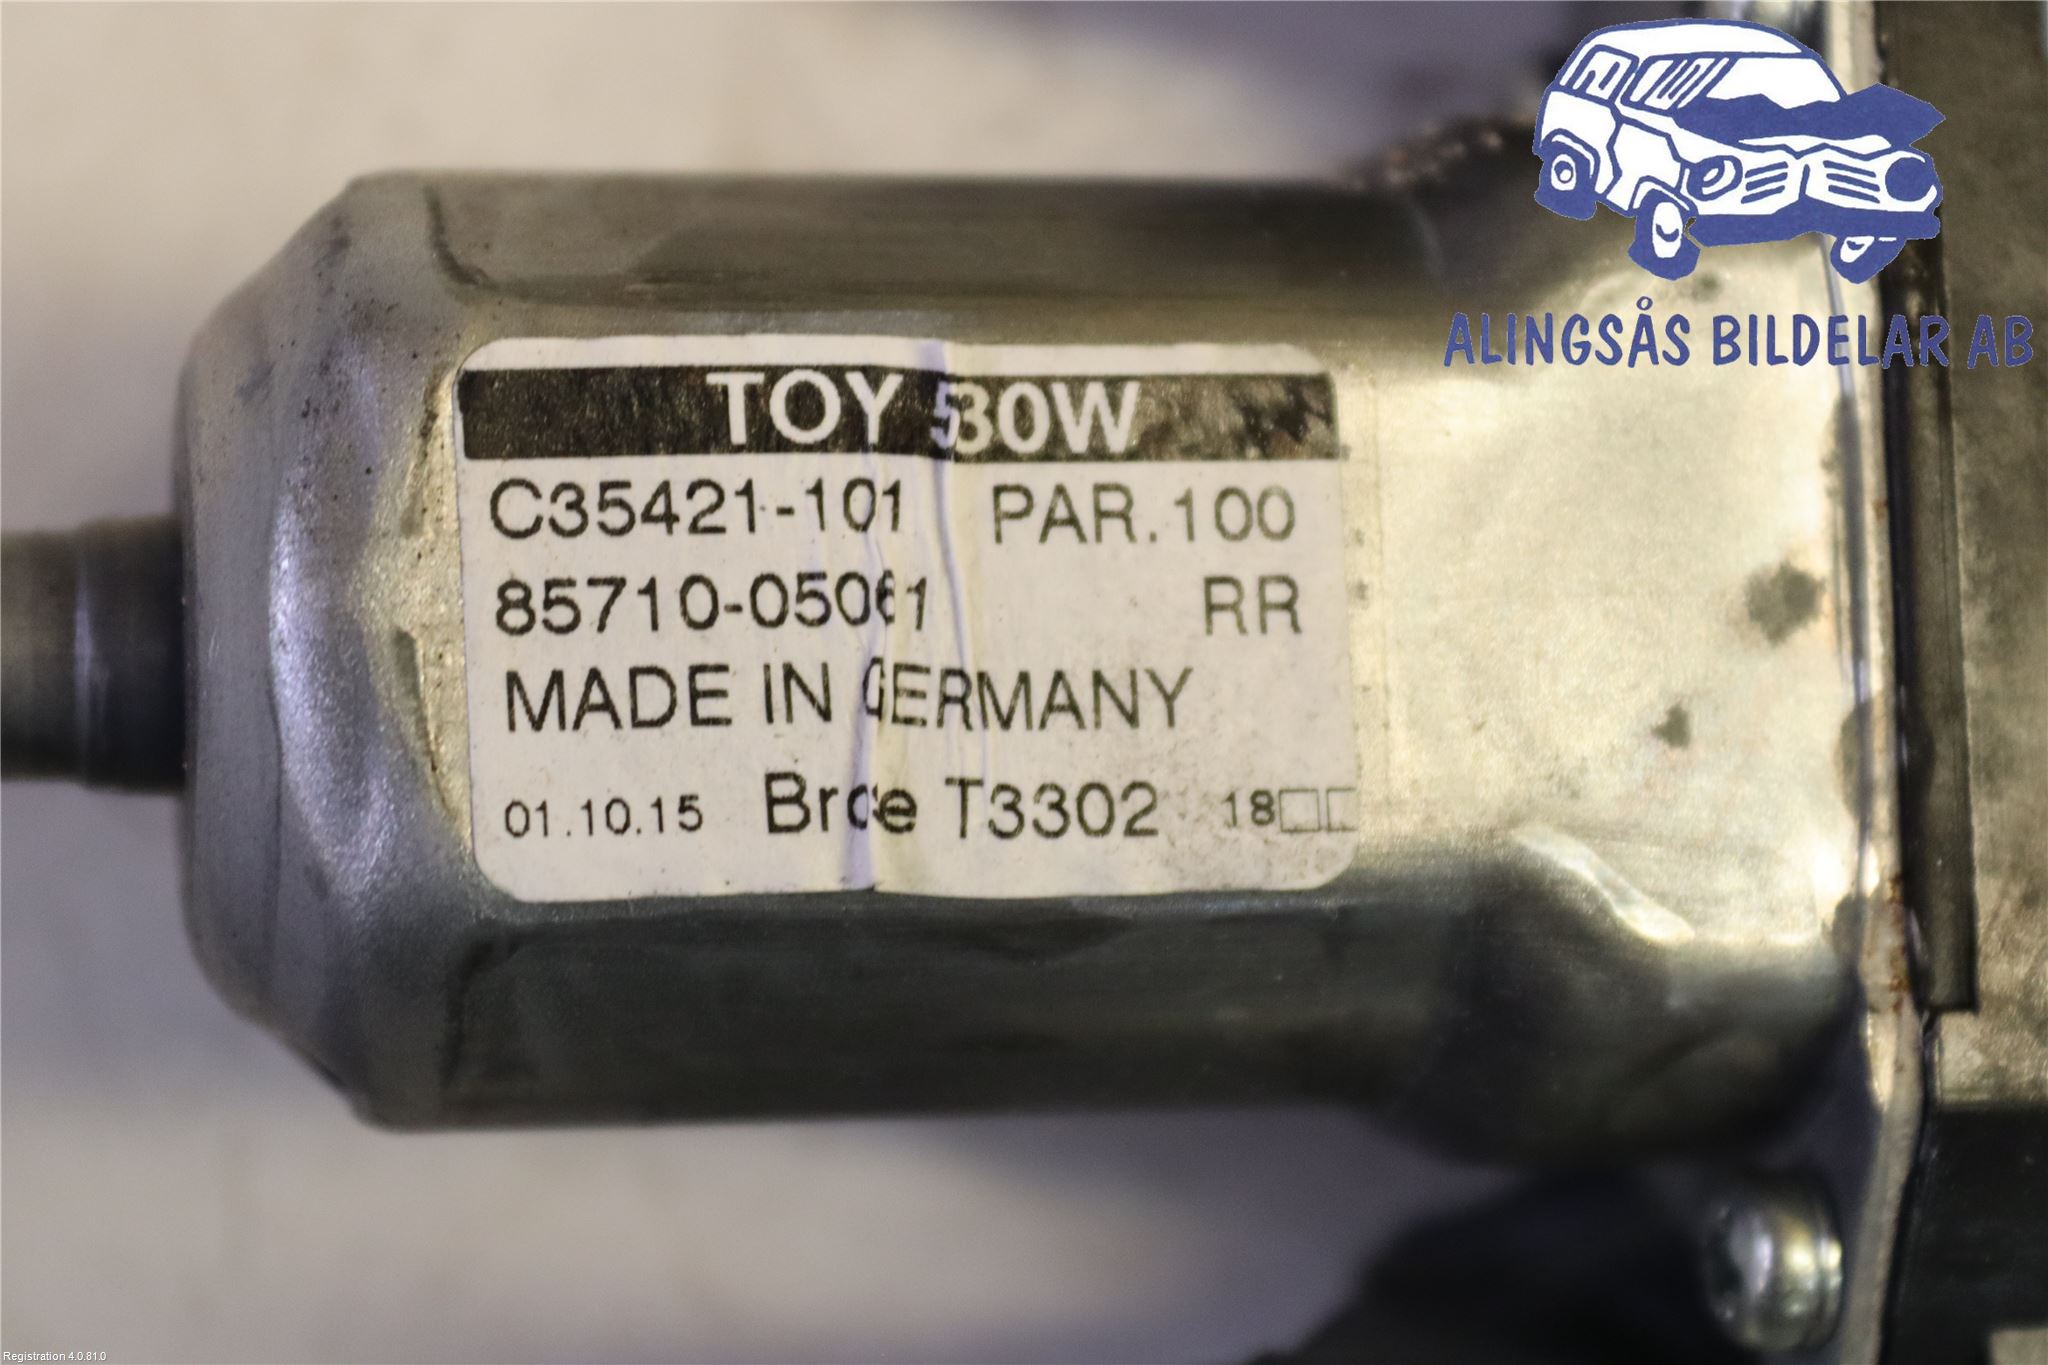 ALINGSÅS BILDELAR AB
TOY 530W
C35421-101 PAR.100
85710-05061 RR
MADE IN GERMANY
01.10.15 Brose T3302 18□□
Registration 4.0.81.0